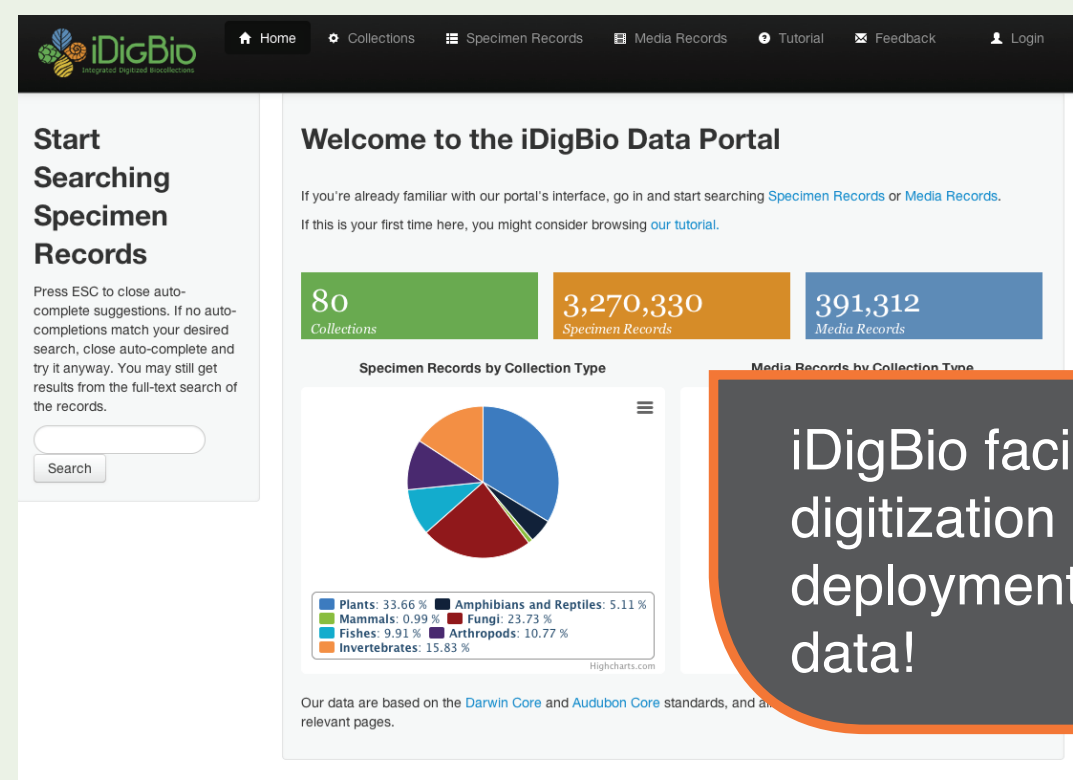 iDigBio
Integrated Digitized Biocollections
Home
Collections
Specimen Records
Media Records
Tutorial
Feedback
Login
Start
Searching
Specimen
Records
Press ESC to close auto-
complete suggestions. If no auto-
completions match your desired
search, close auto-complete and
try it anyway. You may still get
results from the full-text search of
the records.
Search
Welcome to the iDigBio Data Portal
If you're already familiar with our portal's interface, go in and start searching Specimen Records or Media Records.
If this is your first time here, you might consider browsing our tutorial.
80
Collections
3,270,330
Specimen Records
391,312
Media Records
Specimen Records by Collection Type
Media Records by Collection Type
Plants: 33.66 % Amphibians and Reptiles: 5.11 %
Mammals: 0.99 % Fungi: 23.73 %
Fishes: 9.91 % Arthropods: 10.77 %
Invertebrates: 15.83 %
Highcharts.com
iDigBio faci
digitization
deployment
data!
Our data are based on the Darwin Core and Audubon Core standards, and
relevant pages.